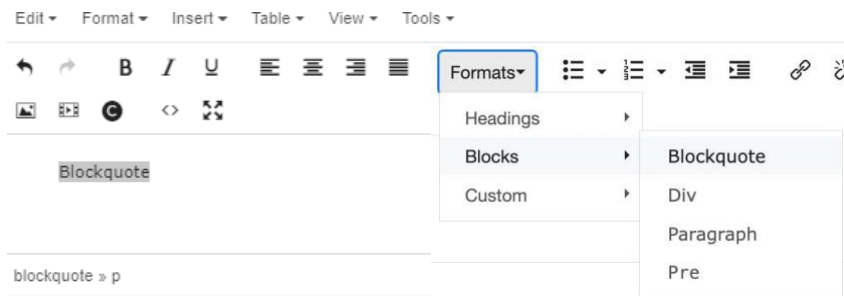 Edit Format Insert Table View Tools
B I U
Formats
Headings
Blocks
Custom
Blockquote
Div
Paragraph
Pre
Blockquote
blockquote » p